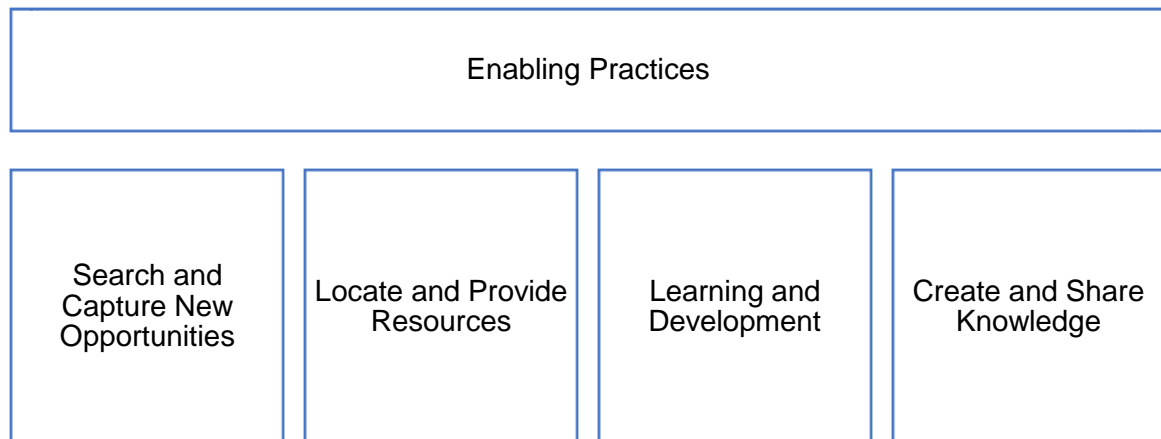 Enabling Practices
Search and
Capture New
Opportunities
Locate and Provide
Resources
Learning and
Development
Create and Share
Knowledge